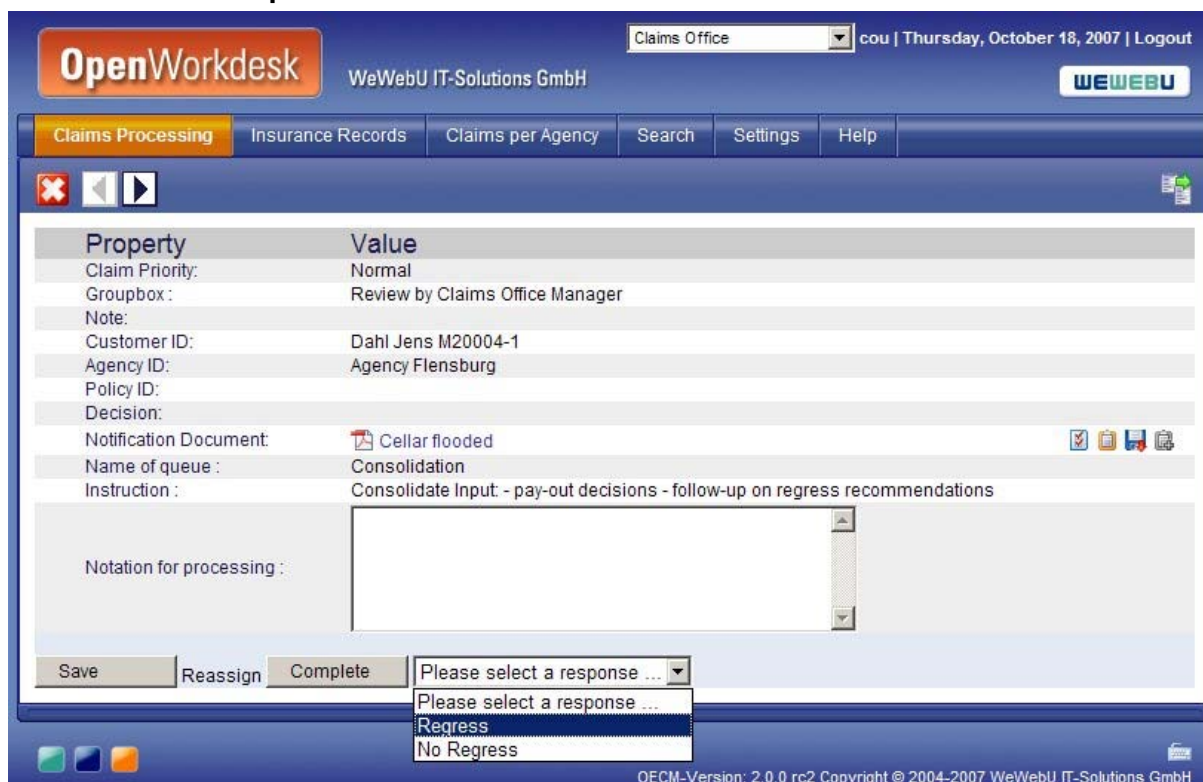 Claims Office cou | Thursday, October 18, 2007 | Logout
OpenWorkdesk WeWebU IT-Solutions GmbH WEWEBU
Claims Processing Insurance Records Claims per Agency Search Settings Help
Property Value
Claim Priority: Normal
Groupbox : Review by Claims Office Manager
Note:
Customer ID: Dahl Jens M20004-1
Agency ID: Agency Flensburg
Policy ID:
Decision:
Notification Document: Cellar flooded
Name of queue : Consolidation
Instruction : Consolidate Input: - pay-out decisions - follow-up on regress recommendations
Notation for processing :
Save Reassign Complete Please select a response ...
Please select a response ...
Regress
No Regress
OECM-Version: 2.0.0 rc2 Copyright © 2004-2007 WeWebU IT-Solutions GmbH